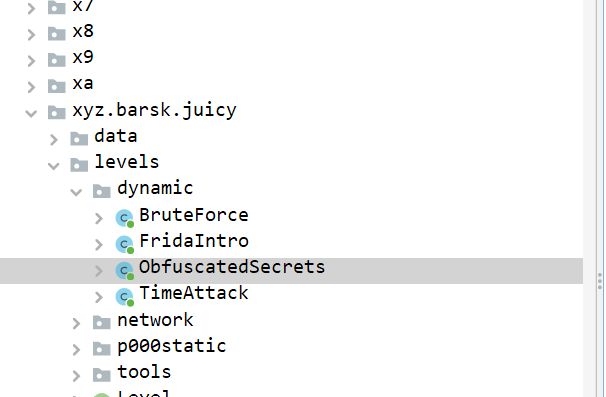 x7
x8
x9
xa
xyz.barsk.juicy
data
levels
dynamic
BruteForce
FridaIntro
ObfuscatedSecrets
TimeAttack
network
p000static
tools
Level